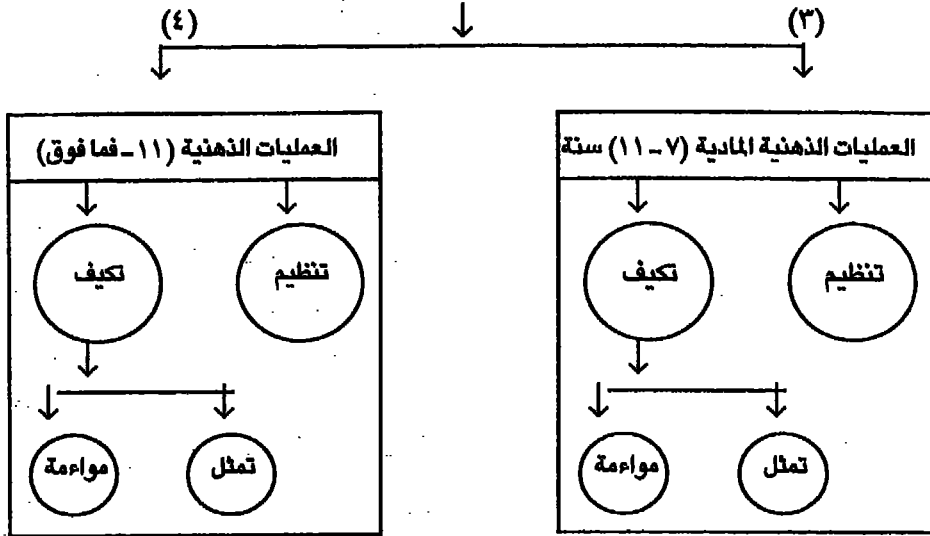 (٣)
(٤)
العمليات الذهنية المادية (٧-١١) سنة
تنظيم
تكيف
تمثل
مواءمة
العمليات الذهنية (١١-فما فوق)
تنظيم
تكيف
تمثل
مواءمة